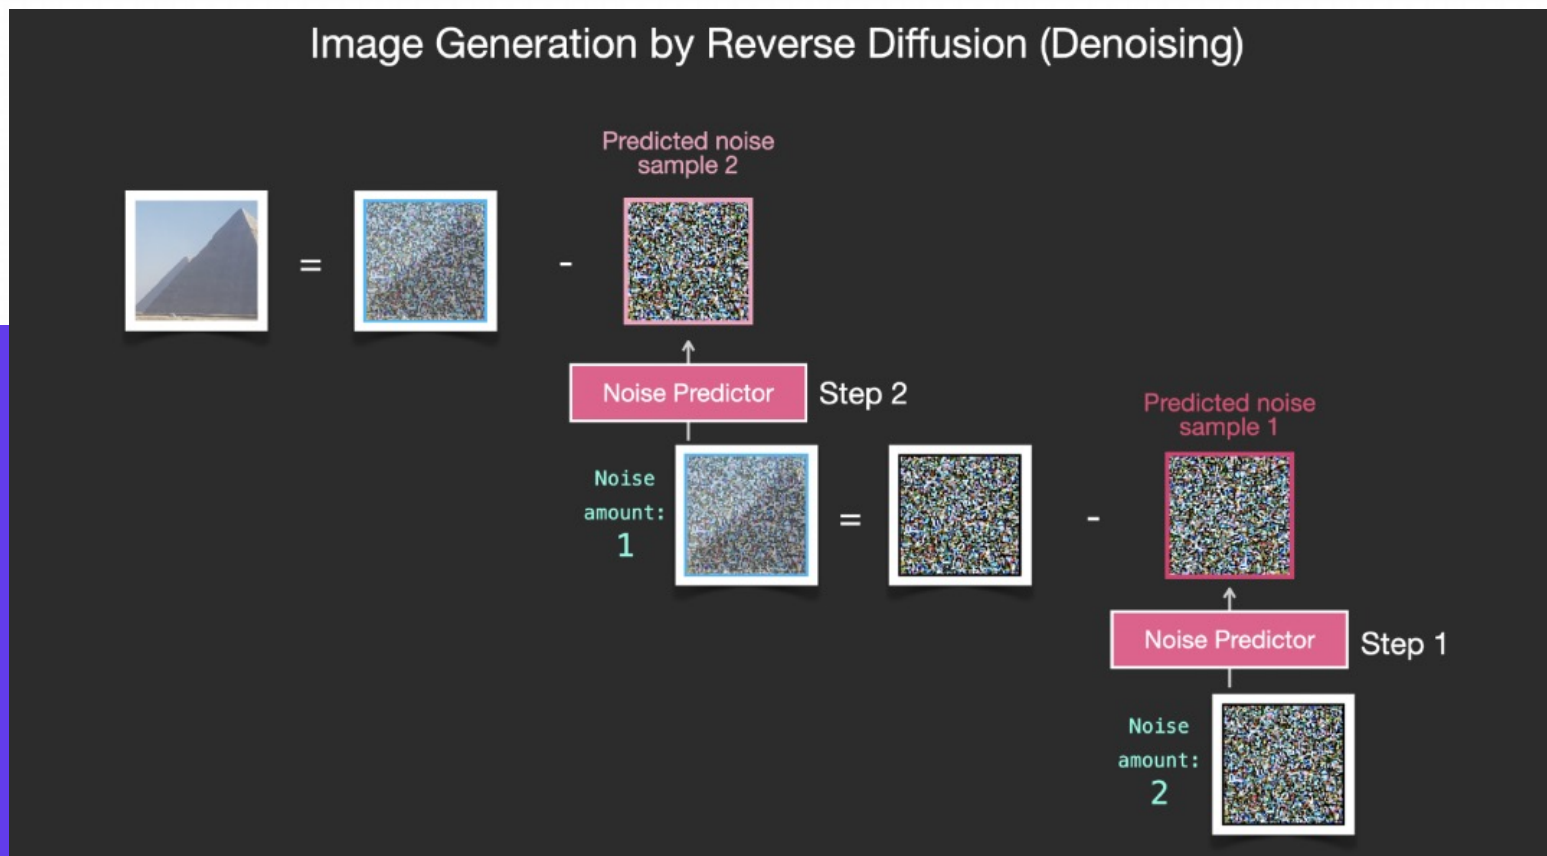 Image Generation by Reverse Diffusion (Denoising)
Predicted noise
sample 2
=
-
Noise Predictor
Step 2
Noise
amount:
1
=
-
Predicted noise
sample 1
Noise Predictor
Step 1
Noise
amount:
2